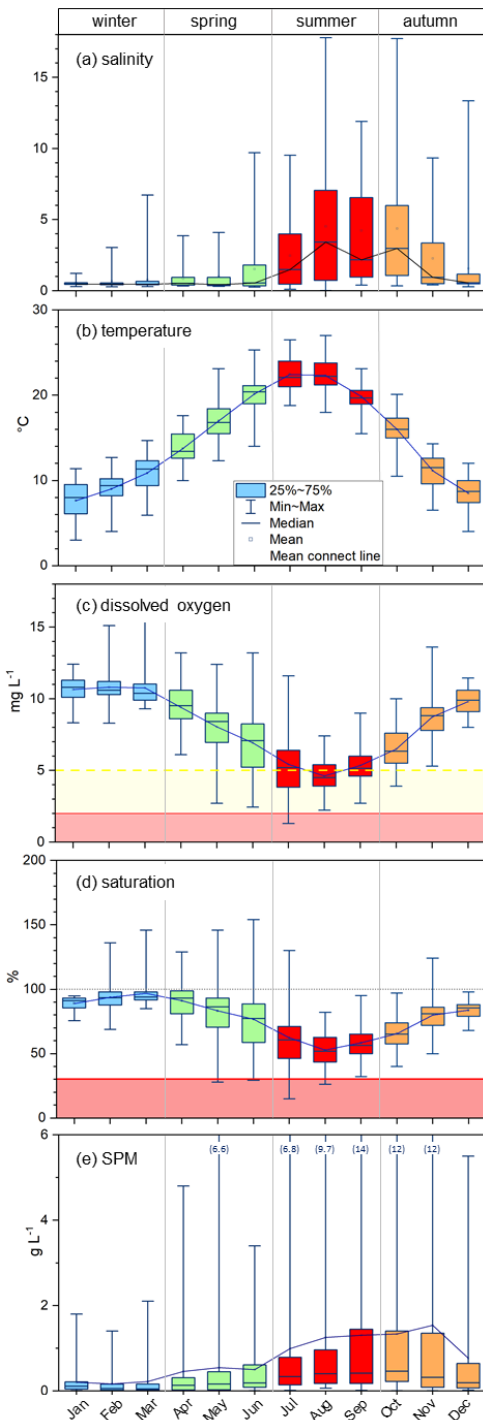 winter spring summer autumn
(a) salinity
15
10
5
0
(b) temperature
30
20
10
0
°C
25%~75%
Min~Max
Median
Mean
Mean connect line
(c) dissolved oxygen
15
10
5
0
mg L⁻¹
(d) saturation
200
150
100
50
0
%
(e) SPM
(6.6) (6.8) (9.7) (14) (12) (12)
6
4
2
0
g L⁻¹
Jan Feb Mar Apr May Jun Jul Aug Sep Oct Nov Dec